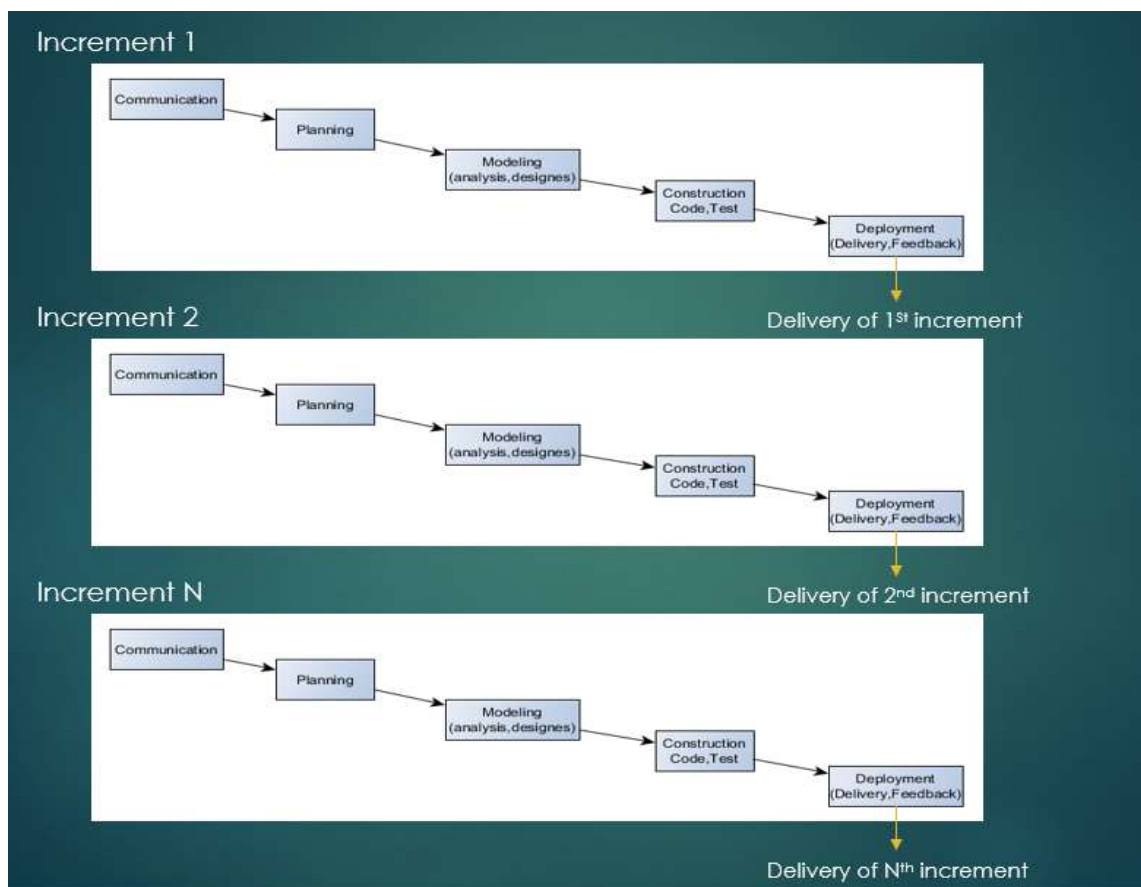 Increment 1
Communication
Planning
Modeling
(analysis,designes)
Construction
Code,Test
Deployment
(Delivery,Feedback)
Delivery of 1St increment
Increment 2
Communication
Planning
Modeling
(analysis,designes)
Construction
Code,Test
Deployment
(Delivery,Feedback)
Delivery of 2nd increment
Increment N
Communication
Planning
Modeling
(analysis,designes)
Construction
Code,Test
Deployment
(Delivery,Feedback)
Delivery of Nth increment